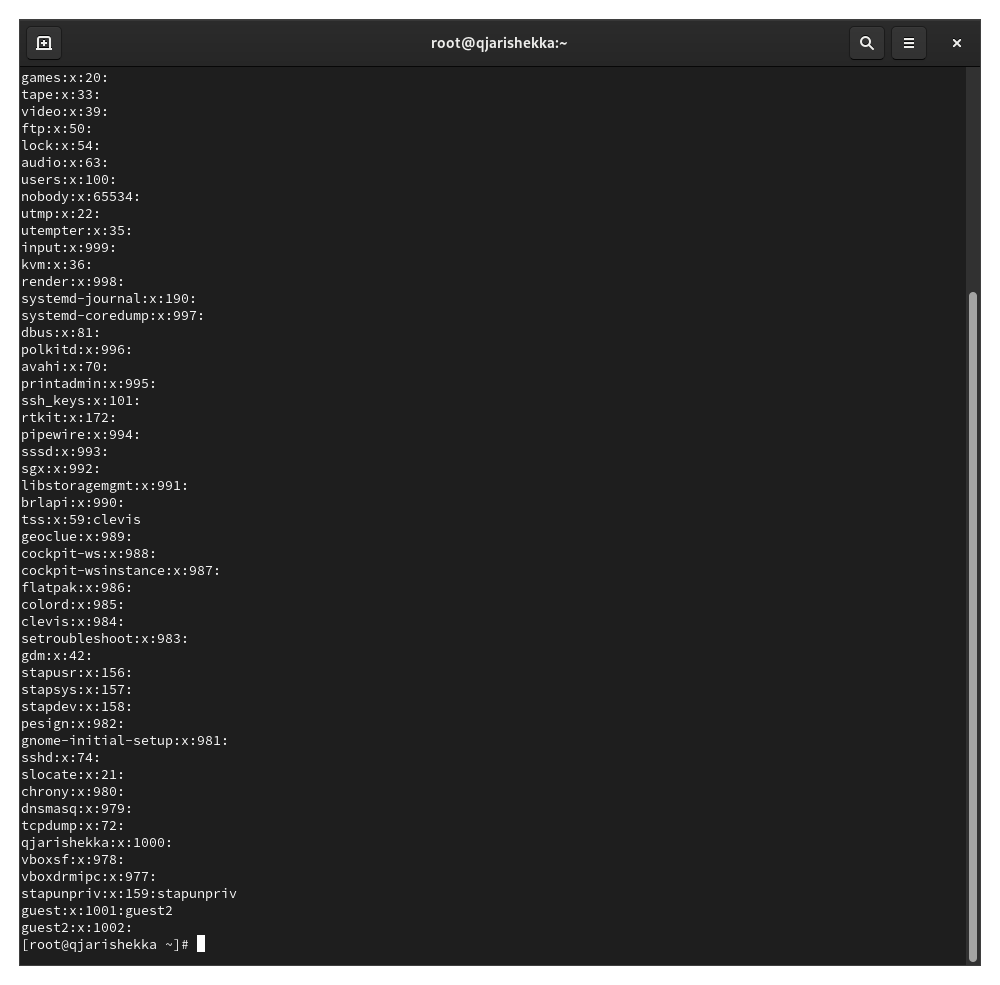 root@qjarishekka:~
games:x:20:
tape:x:33:
video:x:39:
ftp:x:50:
lock:x:54:
audio:x:63:
users:x:100:
nobody:x:65534:
utmp:x:22:
utempter:x:35:
input:x:999:
kvm:x:36:
render:x:998:
systemd-journal:x:190:
systemd-coredump:x:997:
dbus:x:81:
polkitd:x:996:
avahi:x:70:
printadmin:x:995:
ssh_keys:x:101:
rtkit:x:172:
pipewire:x:994:
sssd:x:993:
sgx:x:992:
libstoragemgmt:x:991:
brlapi:x:990:
tss:x:59:clevis
geoclue:x:989:
cockpit-ws:x:988:
cockpit-wsinstance:x:987:
flatpak:x:986:
colord:x:985:
clevis:x:984:
setroubleshoot:x:983:
gdm:x:42:
stapusr:x:156:
stapsys:x:157:
stapdev:x:158:
pesign:x:982:
gnome-initial-setup:x:981:
sshd:x:74:
slocate:x:21:
chrony:x:980:
dnsmasq:x:979:
tcpdump:x:72:
qjarishekka:x:1000:
vboxsf:x:978:
vboxdrmipc:x:977:
stapunpriv:x:159:stapunpriv
guest:x:1001:guest2
guest2:x:1002:
[root@qjarishekka ~]#